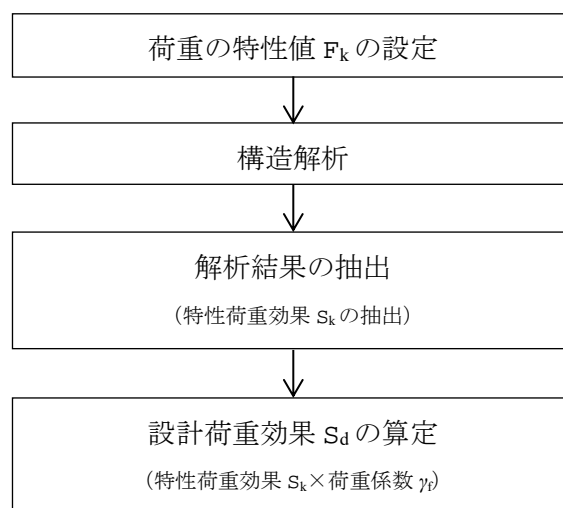 荷重の特性値 Fk の設定
構造解析
解析結果の抽出
（特性荷重効果 Sk の抽出）
設計荷重効果 Sd の算定
（特性荷重効果 Sk×荷重係数 γf）